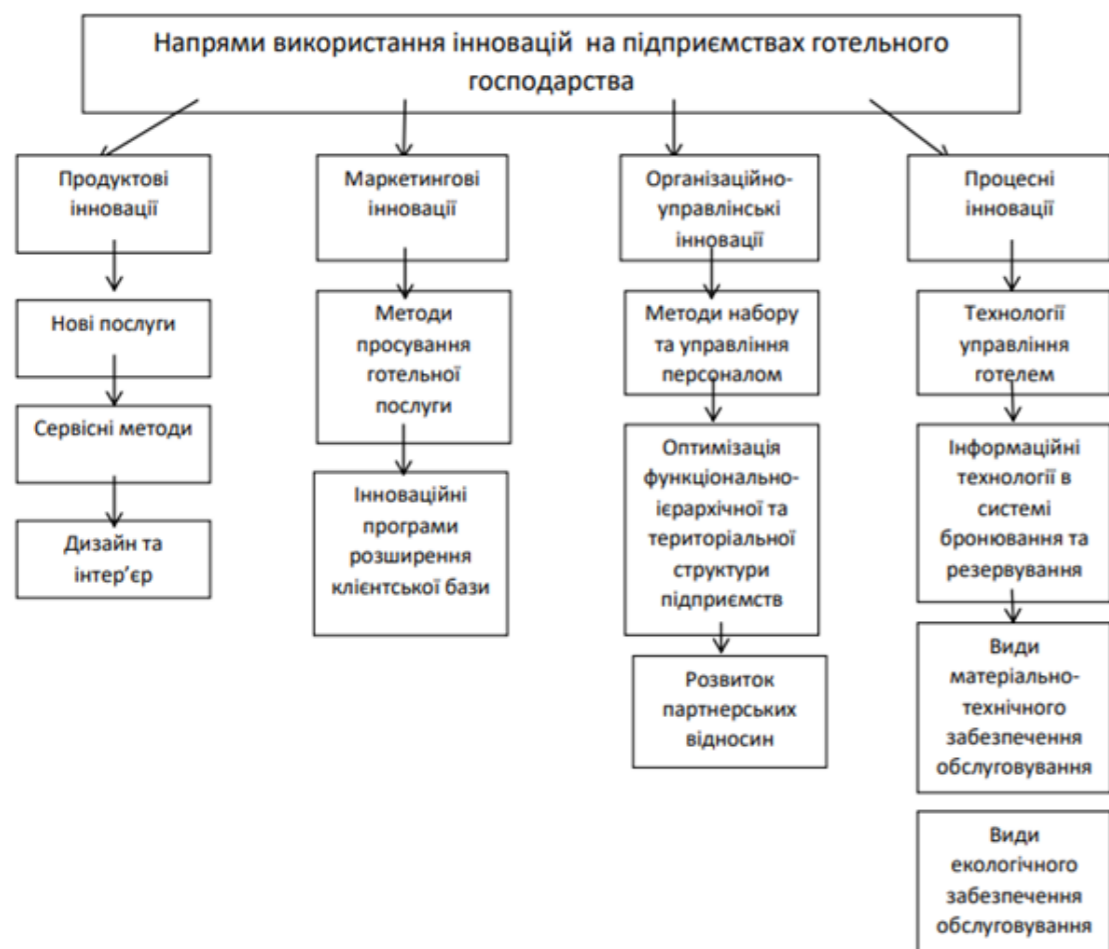 Напрями використання інновацій на підприємствах готельного
господарства
Продуктові
інновації
Нові послуги
Сервісні методи
Дизайн та
інтер’єр
Маркетингові
інновації
Методи
просування
готельної
послуги
Інноваційні
програми
розширення
клієнтської бази
Організаційно-
управлінські
інновації
Методи набору
та управління
персоналом
Оптимізація
функціонально-
ієрархічної та
територіальної
структури
підприємств
Розвиток
партнерських
відносин
Процесні
інновації
Технології
управління
готелем
Інформаційні
технології в
системі
бронювання та
резервування
Види
матеріально-
технічного
забезпечення
обслуговування
Види
екологічного
забезпечення
обслуговування